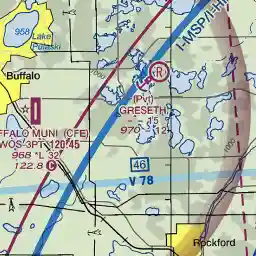 958
Lake
Pulaski
Buffalo
R
I-MSP/I-H
(Pvt)
GRESETH
970 - 12
FFALO MUNI (CFE)
WOS-3PT 120.45
968 *L 32
122.8 C
46
V 78
Rockford